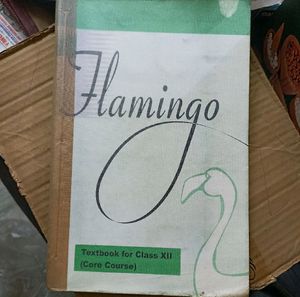 Flamingo
Textbook for Class XII
(Core Course)